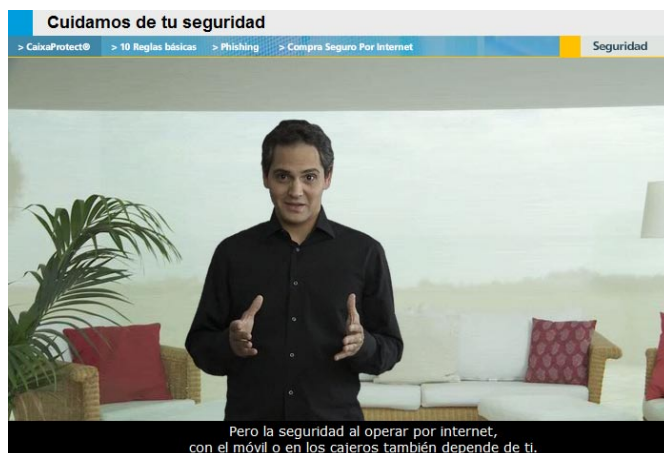 Cuidamos de tu seguridad
> CaixaProtect® > 10 Reglas básicas > Phishing > Compra Seguro Por Internet Seguridad
Pero la seguridad al operar por internet,
con el móvil o en los cajeros también depende de ti.